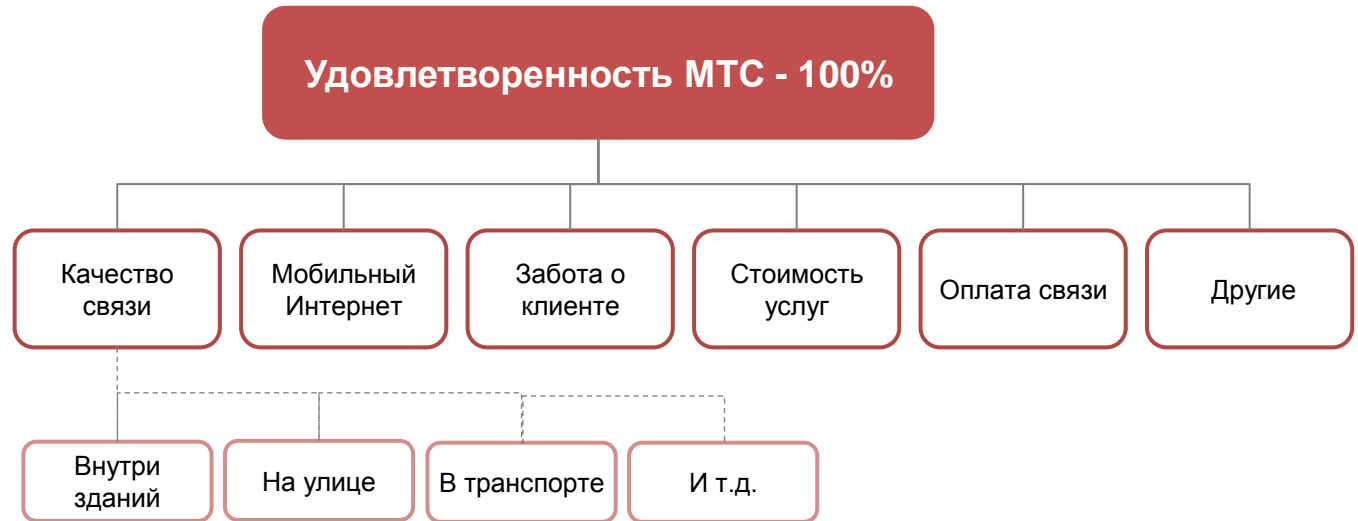 Удовлетворенность МТС - 100%
Качество
связи
Мобильный
Интернет
Забота о
клиенте
Стоимость
услуг
Оплата связи
Другие
Внутри
зданий
На улице
В транспорте
И т.д.